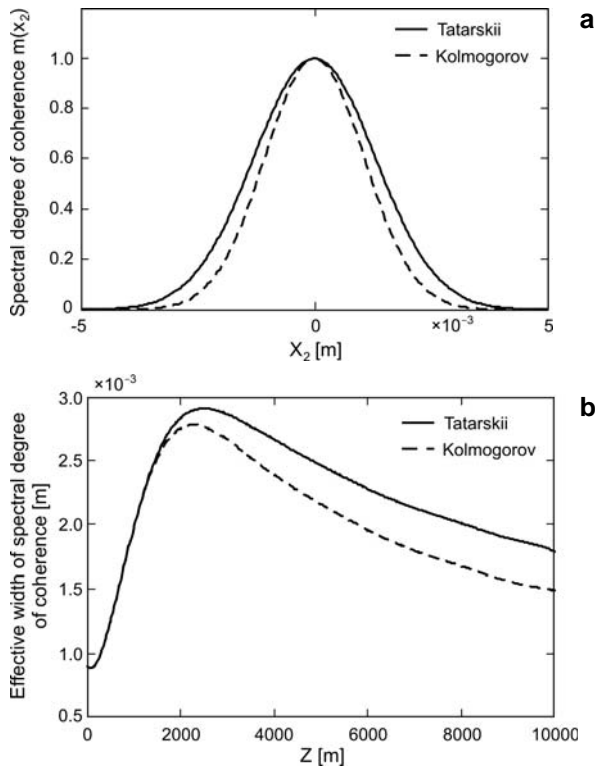 a
Spectral degree of coherence m(x₂)
1.0
0.8
0.6
0.4
0.2
0
Tatarskii
Kolmogorov
-5
0
×10⁻³
5
X₂ [m]
b
×10⁻³
Effective width of spectral degree
of coherence [m]
3.0
2.5
2.0
1.5
1.0
0.5
Tatarskii
Kolmogorov
0
2000
4000
6000
8000
10000
Z [m]